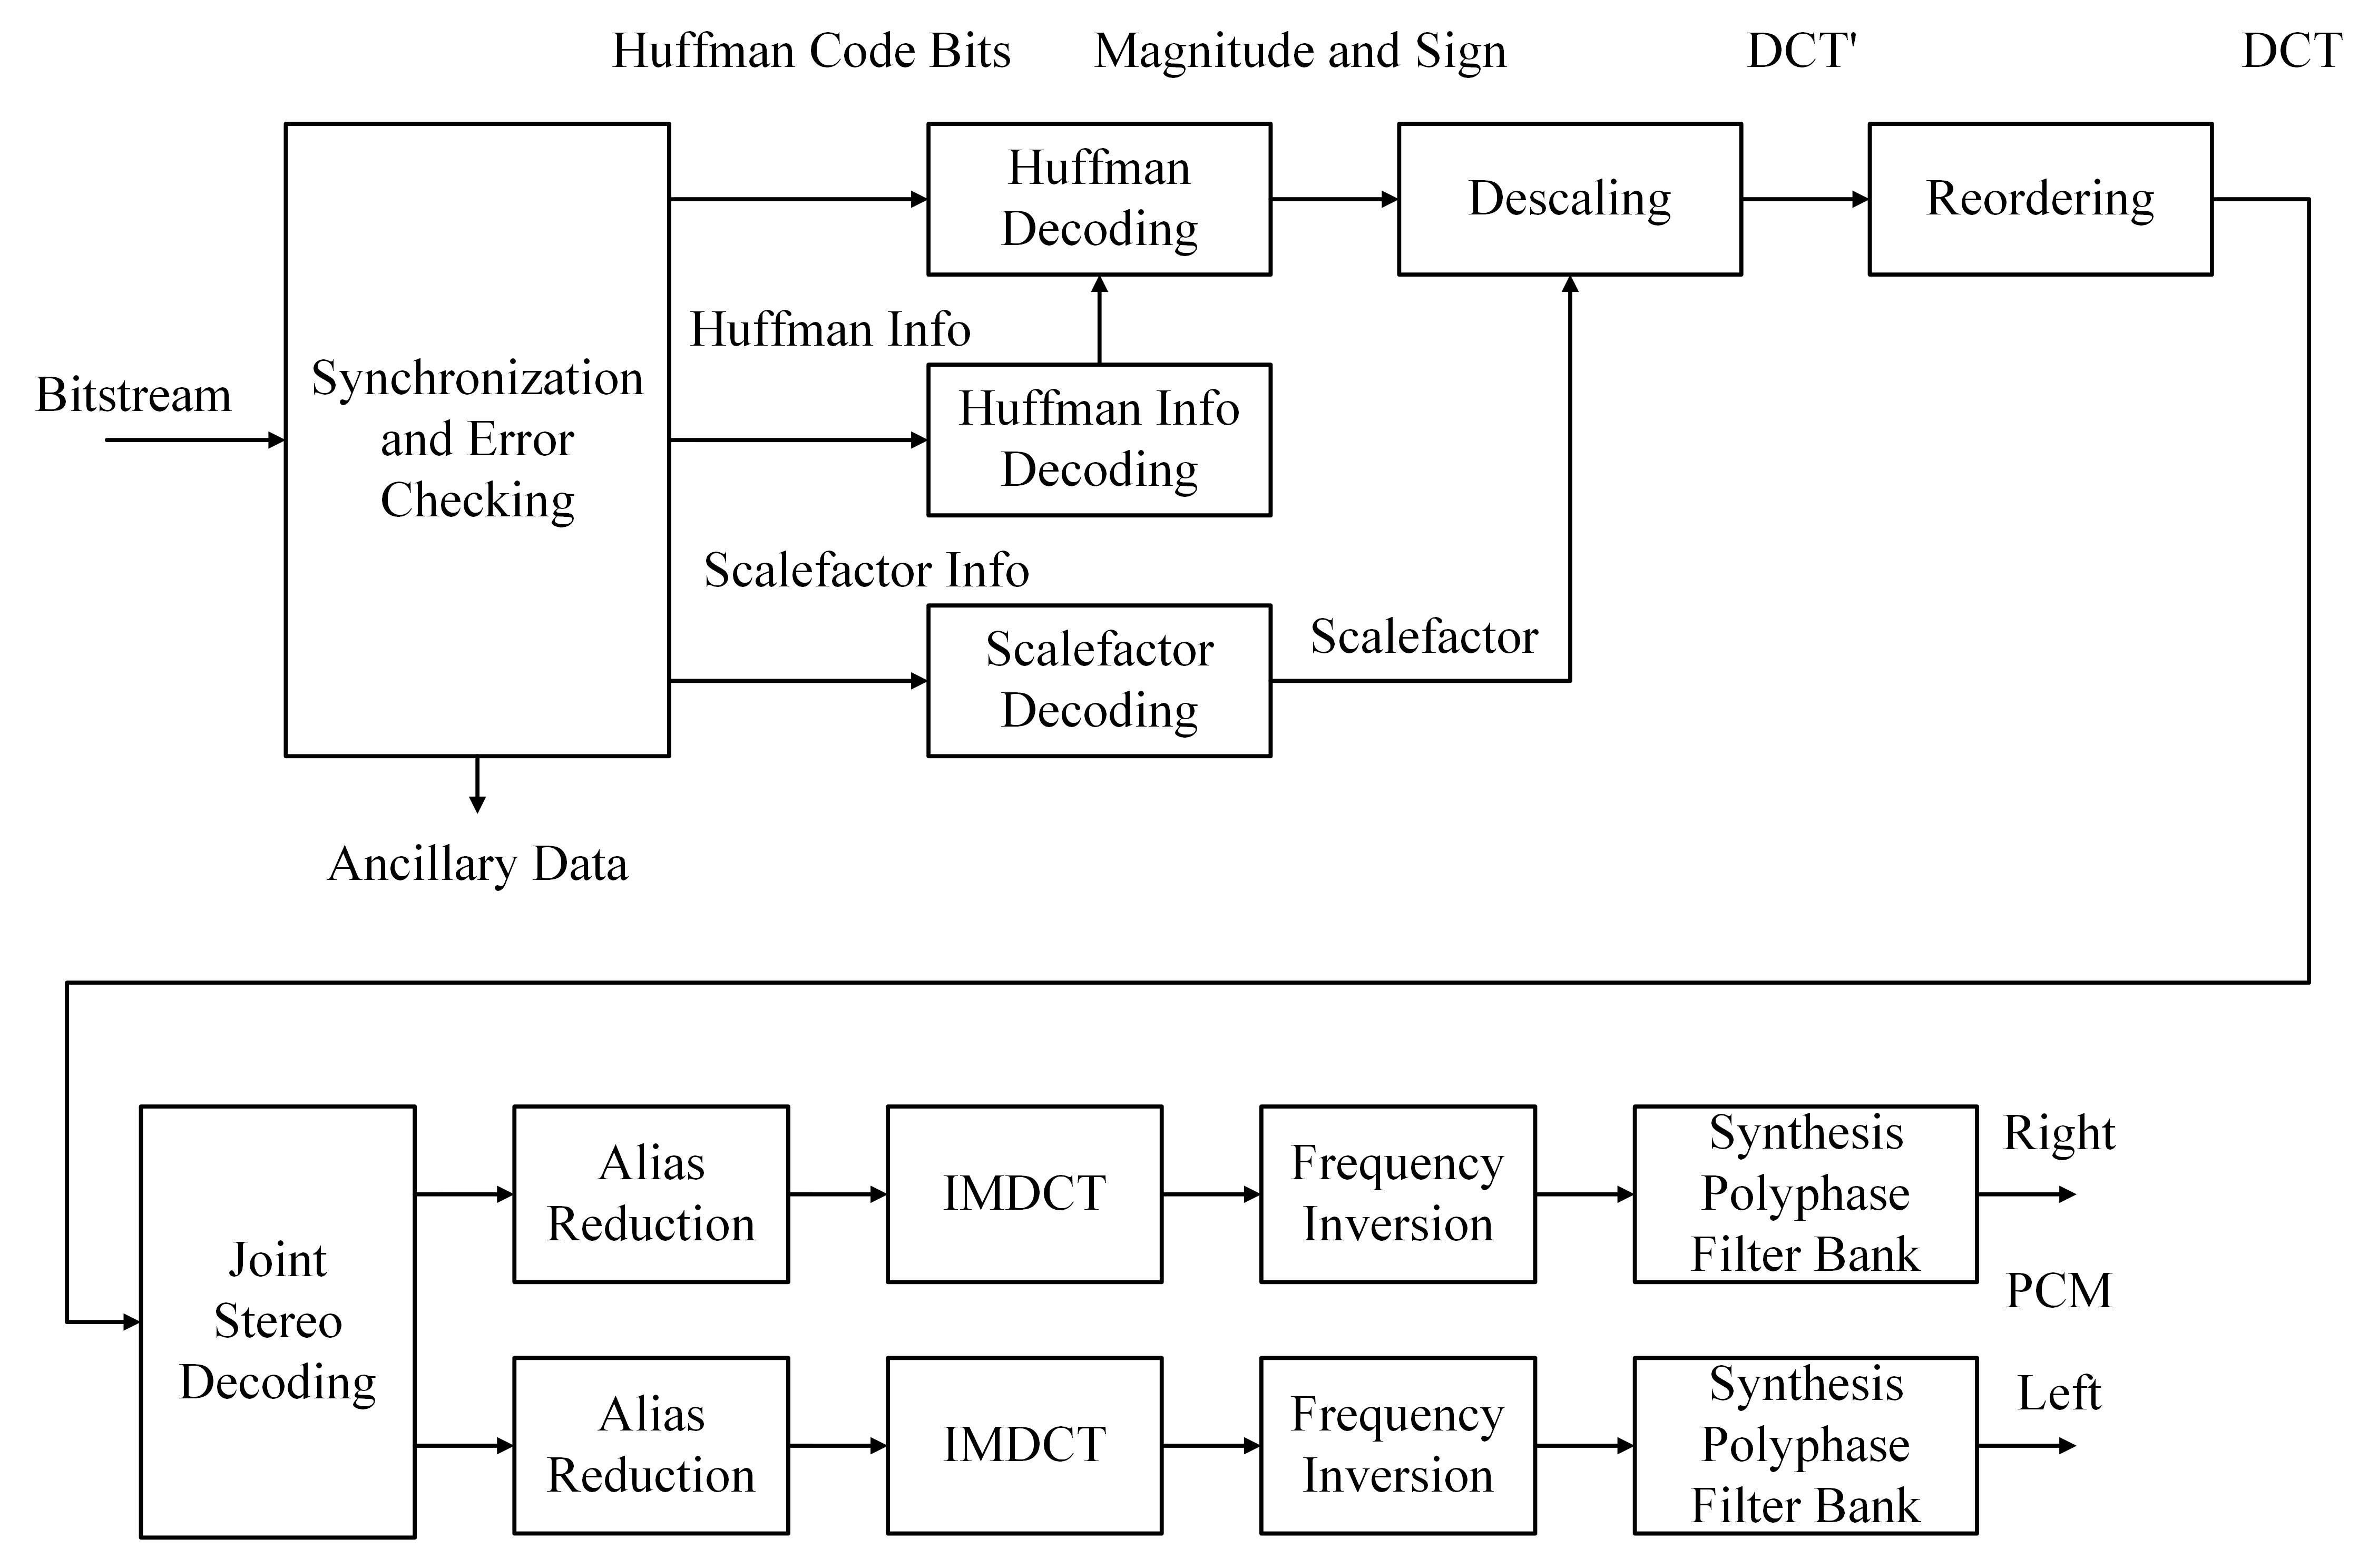 Huffman Code Bits
Magnitude and Sign
DCT'
DCT
Huffman
Decoding
Descaling
Reordering
Huffman Info
Bitstream
Synchronization
and Error
Checking
Huffman Info
Decoding
Scalefactor Info
Scalefactor
Decoding
Scalefactor
Ancillary Data
Joint
Stereo
Decoding
Alias
Reduction
IMDCT
Frequency
Inversion
Synthesis
Polyphase
Filter Bank
Right
PCM
Alias
Reduction
IMDCT
Frequency
Inversion
Synthesis
Polyphase
Filter Bank
Left